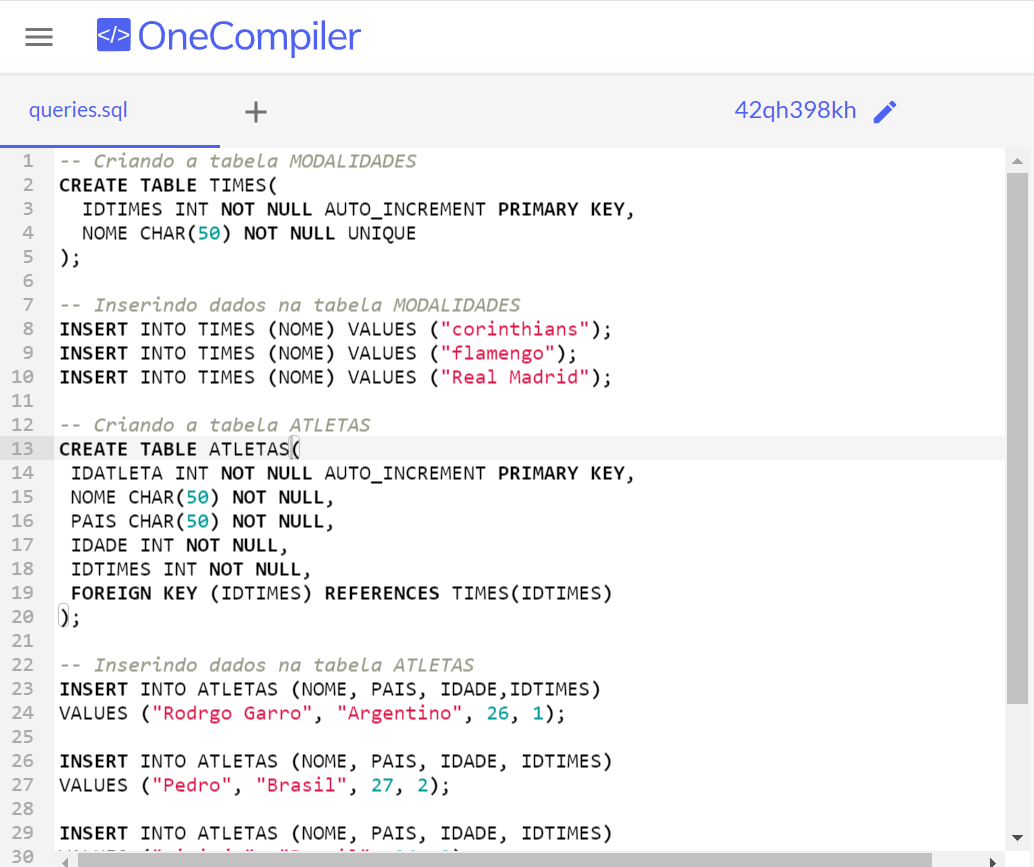 </> OneCompiler
queries.sql + 42qh398kh
1 -- Criando a tabela MODALIDADES
2 CREATE TABLE TIMES(
3 IDTIMES INT NOT NULL AUTO_INCREMENT PRIMARY KEY,
4 NOME CHAR(50) NOT NULL UNIQUE
5 );
6
7 -- Inserindo dados na tabela MODALIDADES
8 INSERT INTO TIMES (NOME) VALUES ("corinthians");
9 INSERT INTO TIMES (NOME) VALUES ("flamengo");
10 INSERT INTO TIMES (NOME) VALUES ("Real Madrid");
11
12 -- Criando a tabela ATLETAS
13 CREATE TABLE ATLETAS(
14 IDATLETA INT NOT NULL AUTO_INCREMENT PRIMARY KEY,
15 NOME CHAR(50) NOT NULL,
16 PAIS CHAR(50) NOT NULL,
17 IDADE INT NOT NULL,
18 IDTIMES INT NOT NULL,
19 FOREIGN KEY (IDTIMES) REFERENCES TIMES(IDTIMES)
20 );
21
22 -- Inserindo dados na tabela ATLETAS
23 INSERT INTO ATLETAS (NOME, PAIS, IDADE,IDTIMES)
24 VALUES ("Rodrgo Garro", "Argentino", 26, 1);
25
26 INSERT INTO ATLETAS (NOME, PAIS, IDADE, IDTIMES)
27 VALUES ("Pedro", "Brasil", 27, 2);
28
29 INSERT INTO ATLETAS (NOME, PAIS, IDADE, IDTIMES)
30